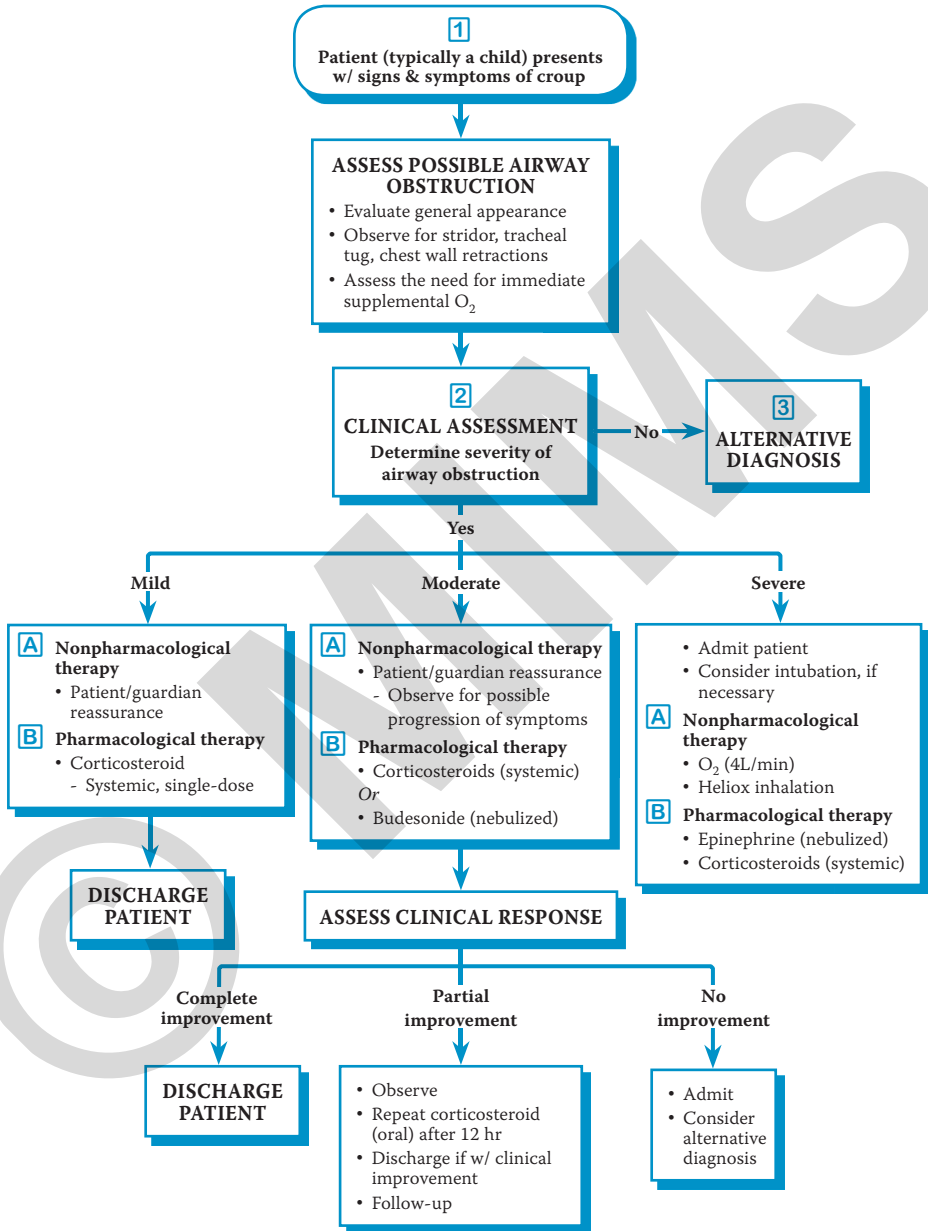 1
Patient (typically a child) presents
w/ signs & symptoms of croup
ASSESS POSSIBLE AIRWAY
OBSTRUCTION
• Evaluate general appearance
• Observe for stridor, tracheal
tug, chest wall retractions
• Assess the need for immediate
supplemental O₂
2
CLINICAL ASSESSMENT
Determine severity of
airway obstruction
No
3
ALTERNATIVE
DIAGNOSIS
Yes
Mild
Moderate
Severe
A Nonpharmacological
therapy
• Patient/guardian
reassurance
B Pharmacological therapy
• Corticosteroid
- Systemic, single-dose
A Nonpharmacological therapy
• Patient/guardian reassurance
- Observe for possible
progression of symptoms
B Pharmacological therapy
• Corticosteroids (systemic)
Or
• Budesonide (nebulized)
• Admit patient
• Consider intubation, if
necessary
A Nonpharmacological
therapy
• O₂ (4L/min)
• Heliox inhalation
B Pharmacological therapy
• Epinephrine (nebulized)
• Corticosteroids (systemic)
DISCHARGE
PATIENT
ASSESS CLINICAL RESPONSE
Complete
improvement
Partial
improvement
No
improvement
DISCHARGE
PATIENT
• Observe
• Repeat corticosteroid
(oral) after 12 hr
• Discharge if w/ clinical
improvement
• Follow-up
• Admit
• Consider
alternative
diagnosis
© MIMS